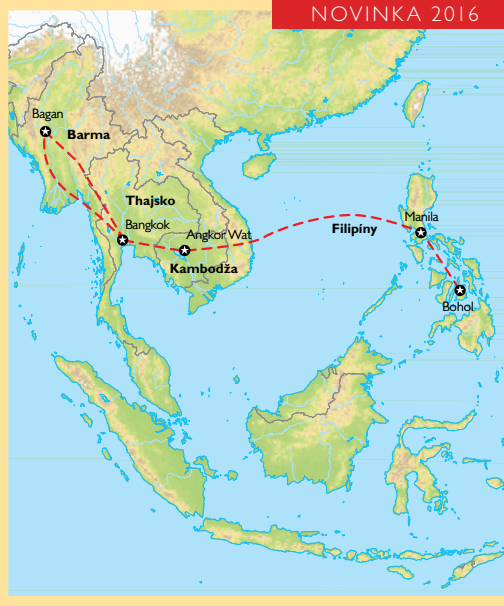 NOVINKA 2016
Bagan
Barma
Thajsko
Bangkok
Angkor Wat
Kambodža
Filipíny
Manila
Bohol